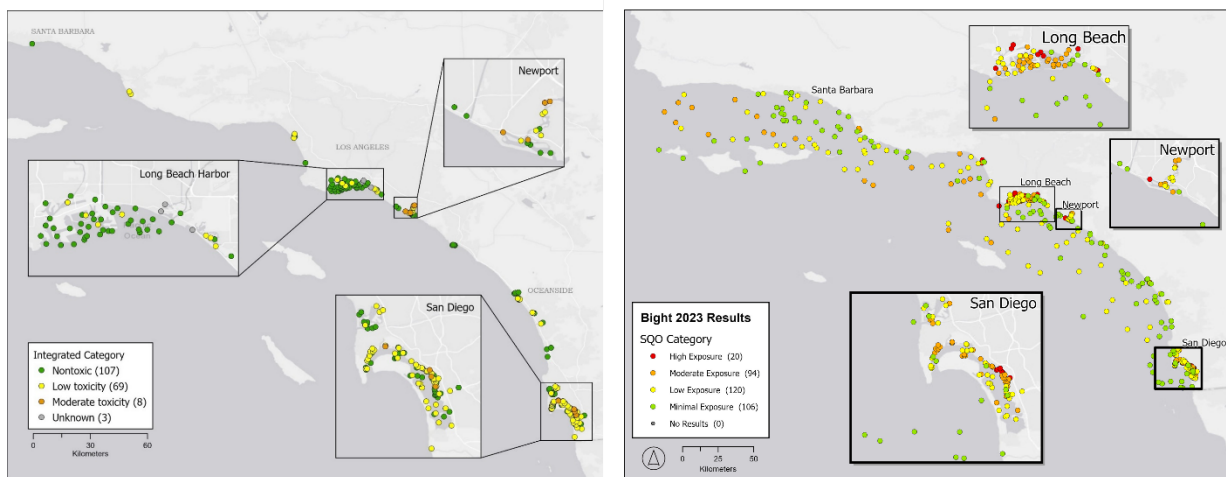 SANTA BARBARA
Newport
LOS ANGELES
Long Beach Harbor
OCEANSIDE
San Diego
Integrated Category
Nontoxic (107)
Low toxicity (69)
Moderate toxicity (8)
Unknown (3)
0 30 60
Kilometers
Long Beach
Santa Barbara
Newport
Long Beach
Newport
San Diego
Bight 2023 Results
SQO Category
High Exposure (20)
Moderate Exposure (94)
Low Exposure (120)
Minimal Exposure (106)
No Results (0)
San Diego
0 25 50
Kilometers